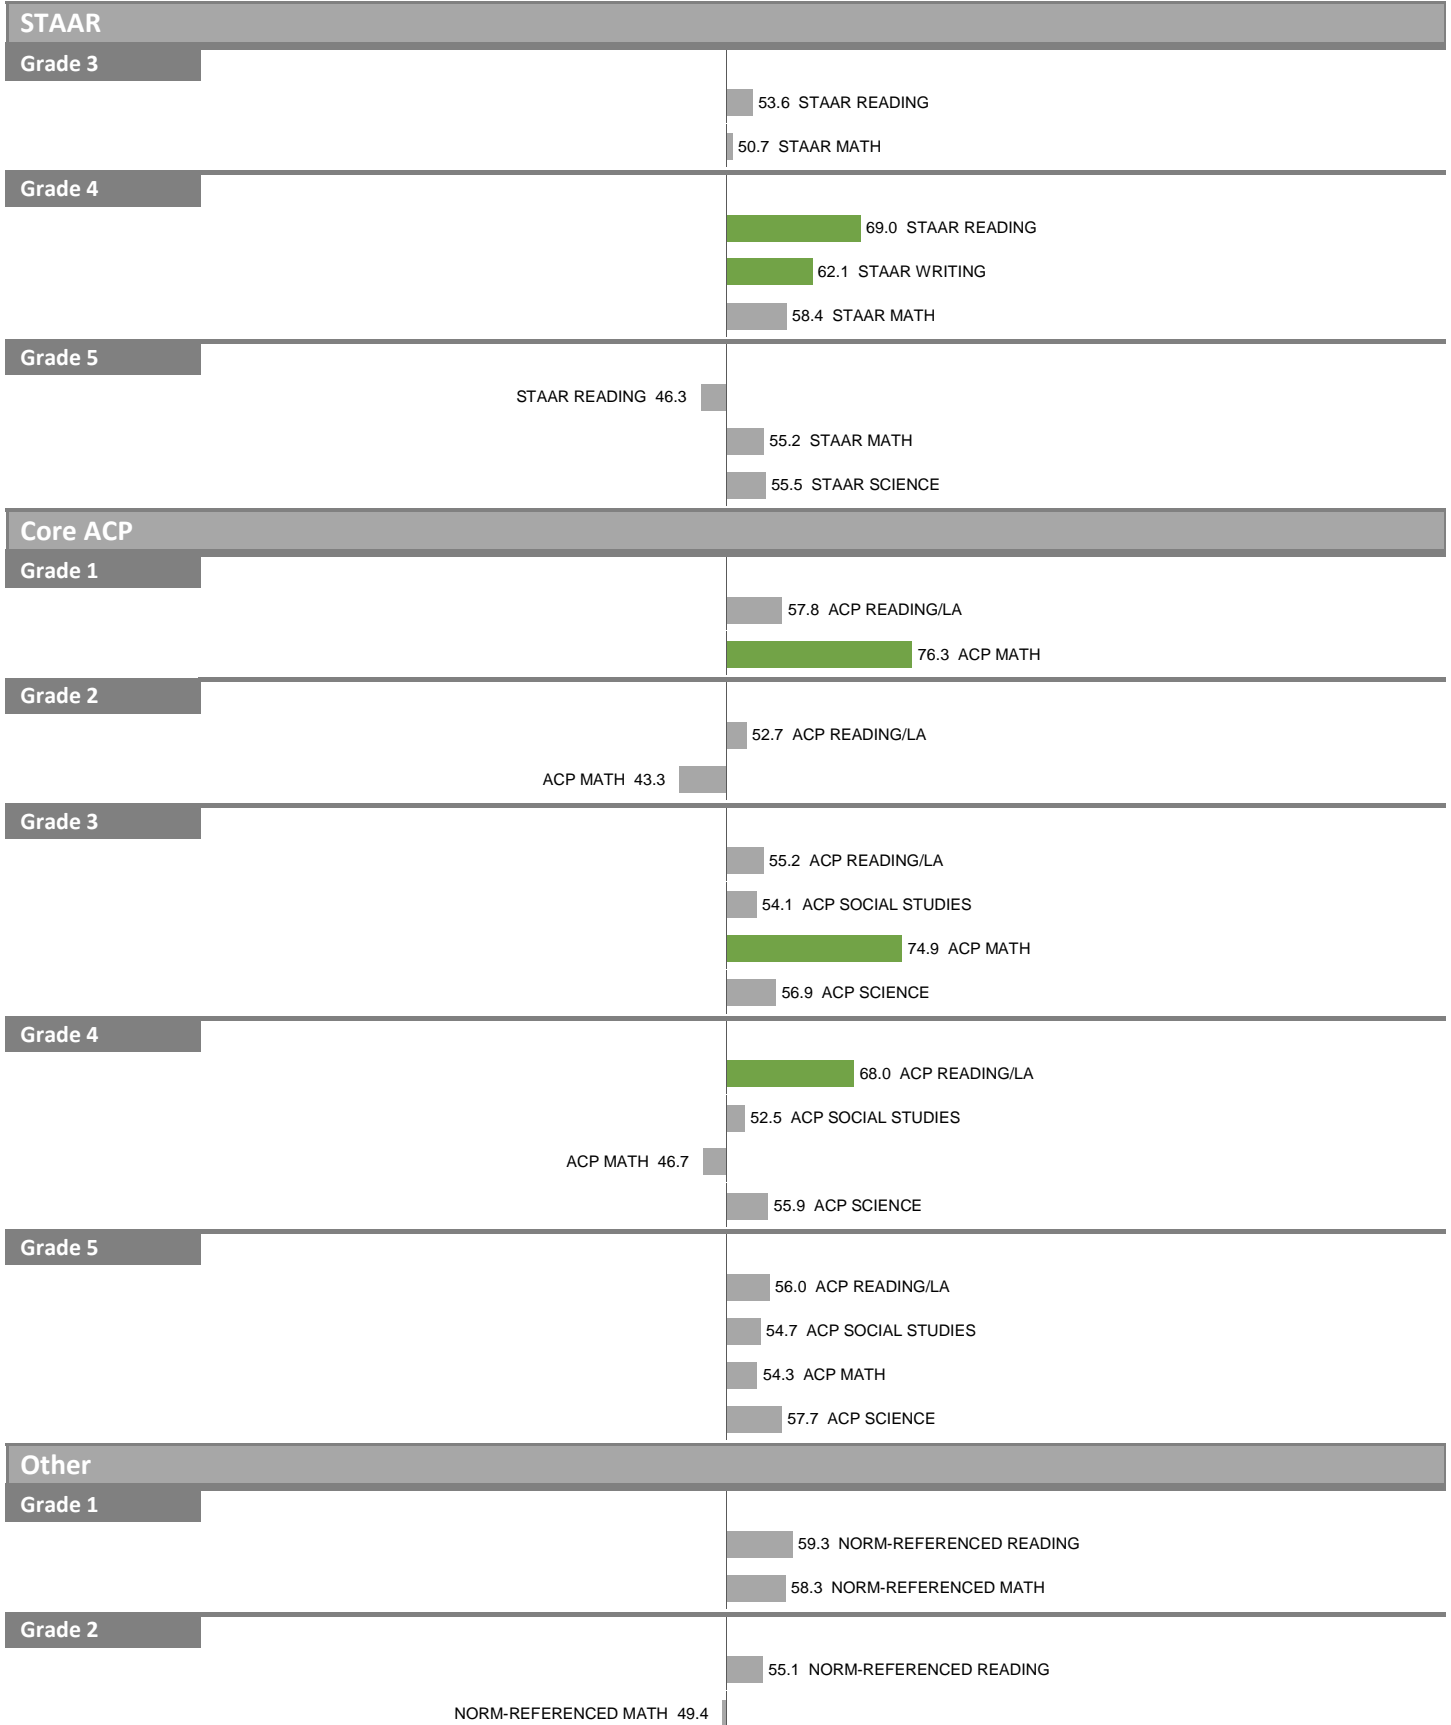 STAAR
Grade 3
53.6 STAAR READING
50.7 STAAR MATH
Grade 4
69.0 STAAR READING
62.1 STAAR WRITING
58.4 STAAR MATH
Grade 5
STAAR READING 46.3
55.2 STAAR MATH
55.5 STAAR SCIENCE
Core ACP
Grade 1
57.8 ACP READING/LA
76.3 ACP MATH
Grade 2
52.7 ACP READING/LA
ACP MATH 43.3
Grade 3
55.2 ACP READING/LA
54.1 ACP SOCIAL STUDIES
74.9 ACP MATH
56.9 ACP SCIENCE
Grade 4
68.0 ACP READING/LA
52.5 ACP SOCIAL STUDIES
ACP MATH 46.7
55.9 ACP SCIENCE
Grade 5
56.0 ACP READING/LA
54.7 ACP SOCIAL STUDIES
54.3 ACP MATH
57.7 ACP SCIENCE
Other
Grade 1
59.3 NORM-REFERENCED READING
58.3 NORM-REFERENCED MATH
Grade 2
55.1 NORM-REFERENCED READING
NORM-REFERENCED MATH 49.4